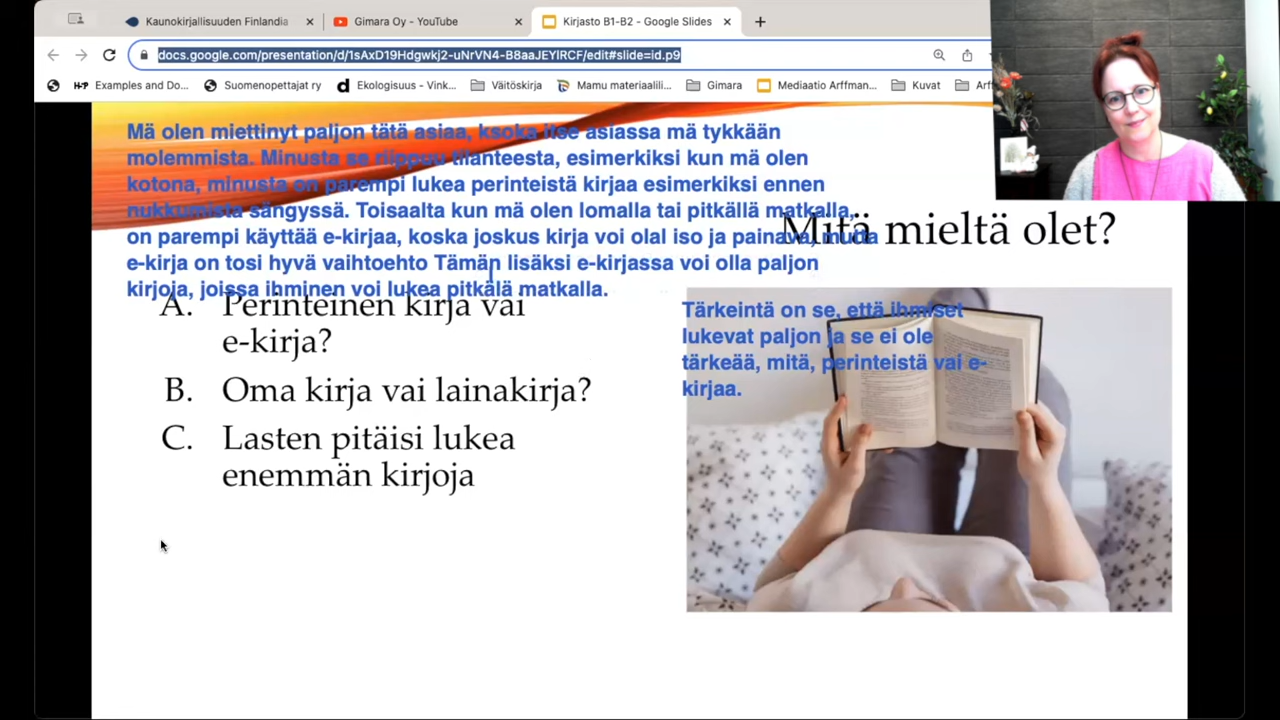 Kaunokirjallisuuden Finlandia
Gimara Oy - YouTube
Kirjasto B1-B2 - Google Slides
docs.google.com/presentation/d/1sAxD19Hdgwkj2-uNrVN4-B8aaJEYlRCF/edit#slide=id.p9
Examples and Do...
Suomenopettajat ry
Ekologisuus - Vink...
Väitöskirja
Mamu materiaalili...
Gimara
Mediaatio Arffman...
Kuvat
Arf
Mä olen miettinyt paljon tätä asiaa, ksoka itse asiassa mä tykkään
molemmista. Minusta se riippuu tilanteesta, esimerkiksi kun mä olen
kotona, minusta on parempi lukea perinteistä kirjaa esimerkiksi ennen
nukkumista sängyssä. Toisaalta kun mä olen lomalla tai pitkällä matkalla,
on parempi käyttää e-kirjaa, koska joskus kirja voi olal iso ja painava, mutta
e-kirja on tosi hyvä vaihtoehto Tämän lisäksi e-kirjassa voi olla paljon
kirjoja, joissa ihminen voi lukea pitkälä matkalla.
Mitä mieltä olet?
A. Perinteinen kirja vai
e-kirja?
B. Oma kirja vai lainakirja?
C. Lasten pitäisi lukea
enemmän kirjoja
Tärkeintä on se, että ihmiset
lukevat paljon ja se ei ole
tärkeää, mitä, perinteistä vai e-
kirjaa.